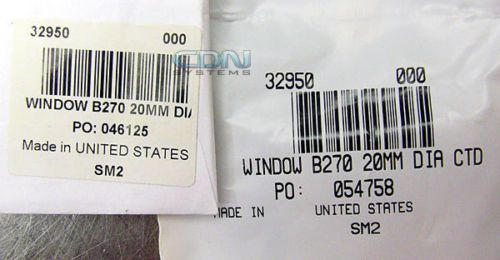 32950 000
WINDOW B270 20MM DIA
PO: 046125
Made in UNITED STATES
SM2
CDN
SYSTEMS
32950 000
WINDOW B270 20MM DIA CTD
PO: 054758
MADE IN UNITED STATES
SM2